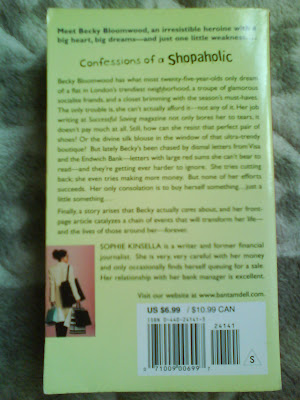 Meet Becky Bloomwood, an irresistible heroine with a
big heart, big dreams—and just one little weakness...
Confessions of a Shopaholic
Becky Bloomwood has what most twenty-five-year-olds only dream
of: a flat in London's trendiest neighborhood, a troupe of glamorous
socialite friends, and a closet brimming with the season's must-haves.
The only trouble is, she can't actually afford it—not any of it. Her job
writing at Successful Saving magazine not only bores her to tears, it
doesn't pay much at all. Still, how can she resist that perfect pair of
shoes? Or the divine silk blouse in the window of that ultra-trendy
boutique? But lately Becky's been chased by dismal letters from Visa
and the Endwich Bank—letters with large red sums she can't bear to
read—and they're getting ever harder to ignore. She tries cutting
back; she even tries making more money. But none of her efforts
succeeds. Her only consolation is to buy herself something...just a
little something...
Finally, a story arises that Becky actually cares about, and her front-
page article catalyzes a chain of events that will transform her life—
and the lives of those around her—forever.
SOPHIE KINSELLA is a writer and former financial
journalist. She is very, very careful with her money
and only occasionally finds herself queuing for a sale.
Her relationship with her bank manager is excellent.
Visit our website at www.bantamdell.com
US $6.99 / $10.99 CAN
ISBN 0-440-24141-3
24141
71009 00699
7
S